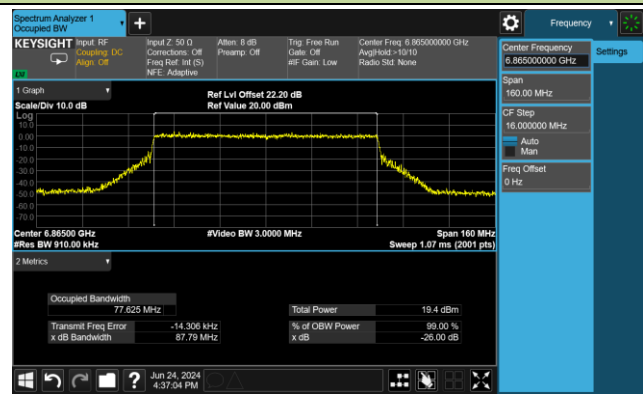 Spectrum Analyzer 1
Occupied BW
Frequency
KEYSIGHT
Input: RF
Coupling: DC
Align: Off
Input Z: 50 Ω
Corrections: Off
Freq Ref: Int (S)
NFE: Adaptive
Atten: 8 dB
Preamp: Off
Trig: Free Run
Gate: Off
#IF Gain: Low
Center Freq: 6.865000000 GHz
Avg|Hold:>10/10
Radio Std: None
Center Frequency
6.865000000 GHz
Settings
Span
160.00 MHz
CF Step
16.000000 MHz
Auto
Man
Freq Offset
0 Hz
1 Graph
Scale/Div 10.0 dB
Ref Lvl Offset 22.20 dB
Ref Value 20.00 dBm
Log
10.0
0.00
-10.0
-20.0
-30.0
-40.0
-50.0
-60.0
-70.0
Center 6.86500 GHz
#Video BW 3.0000 MHz
Span 160 MHz
#Res BW 910.00 kHz
Sweep 1.07 ms (2001 pts)
2 Metrics
Occupied Bandwidth
77.625 MHz
Total Power 19.4 dBm
Transmit Freq Error -14.306 kHz
% of OBW Power 99.00 %
x dB Bandwidth 87.79 MHz
x dB -26.00 dB
?
Jun 24, 2024
4:37:04 PM